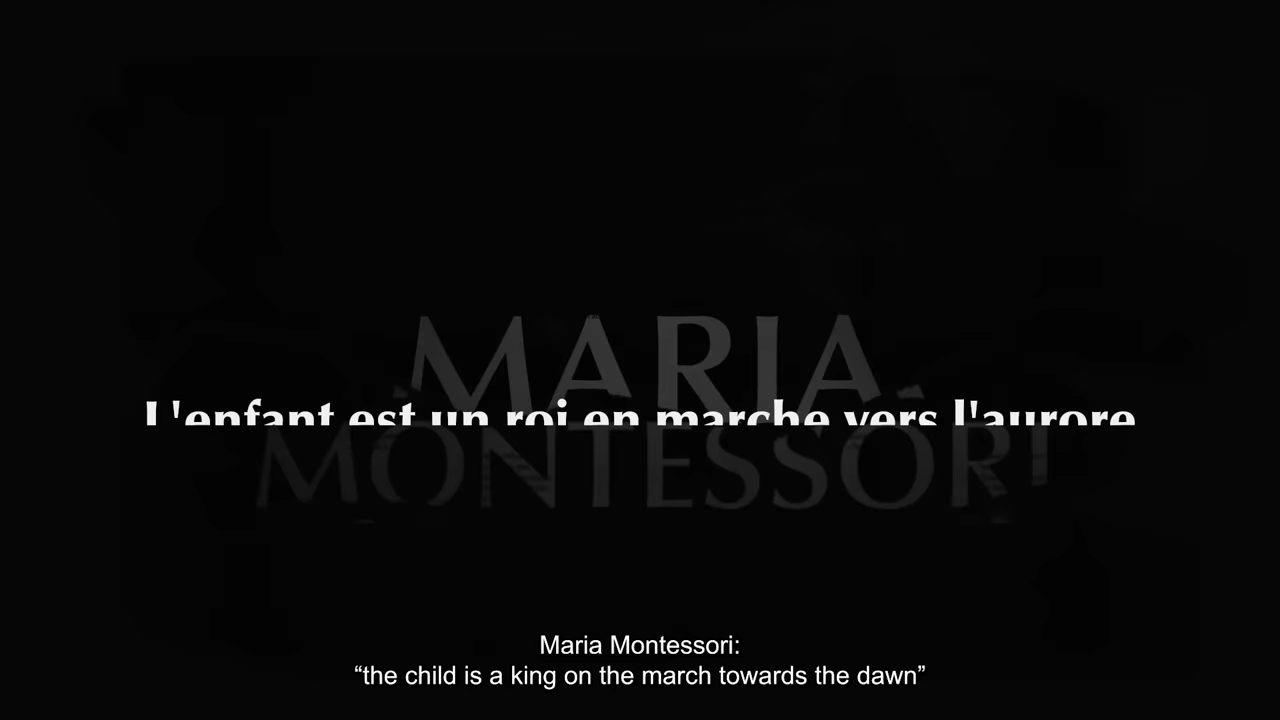 MARIA
L'enfant est un roi en marche vers l'aurore
MONTESSORI
Maria Montessori:
“the child is a king on the march towards the dawn”